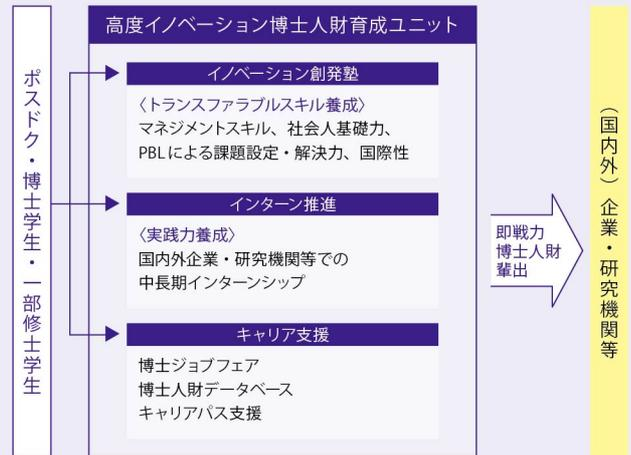 高度イノベーション博士人財育成ユニット
ポスドク・博士学生・一部修士学生
イノベーション創発塾
〈トランスファラブルスキル養成〉
マネジメントスキル、社会人基礎力、
PBLによる課題設定・解決力、国際性
インターン推進
〈実践力養成〉
国内外企業・研究機関等での
中長期インターンシップ
キャリア支援
博士ジョブフェア
博士人財データベース
キャリアパス支援
即戦力
博士人財
輩出
（国内外）企業・研究機関等